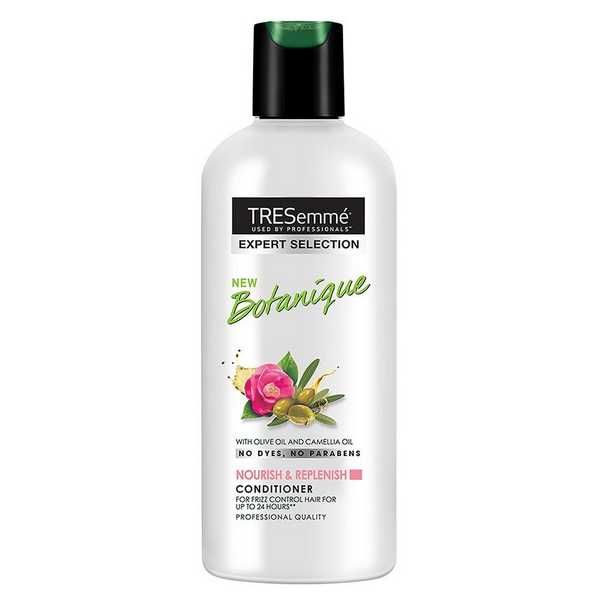 TRESemmé
USED BY PROFESSIONALS™
EXPERT SELECTION
NEW
Botanique
WITH OLIVE OIL AND CAMELLIA OIL
NO DYES, NO PARABENS
NOURISH & REPLENISH
CONDITIONER
FOR FRIZZ CONTROL HAIR FOR
UP TO 24 HOURS**
PROFESSIONAL QUALITY